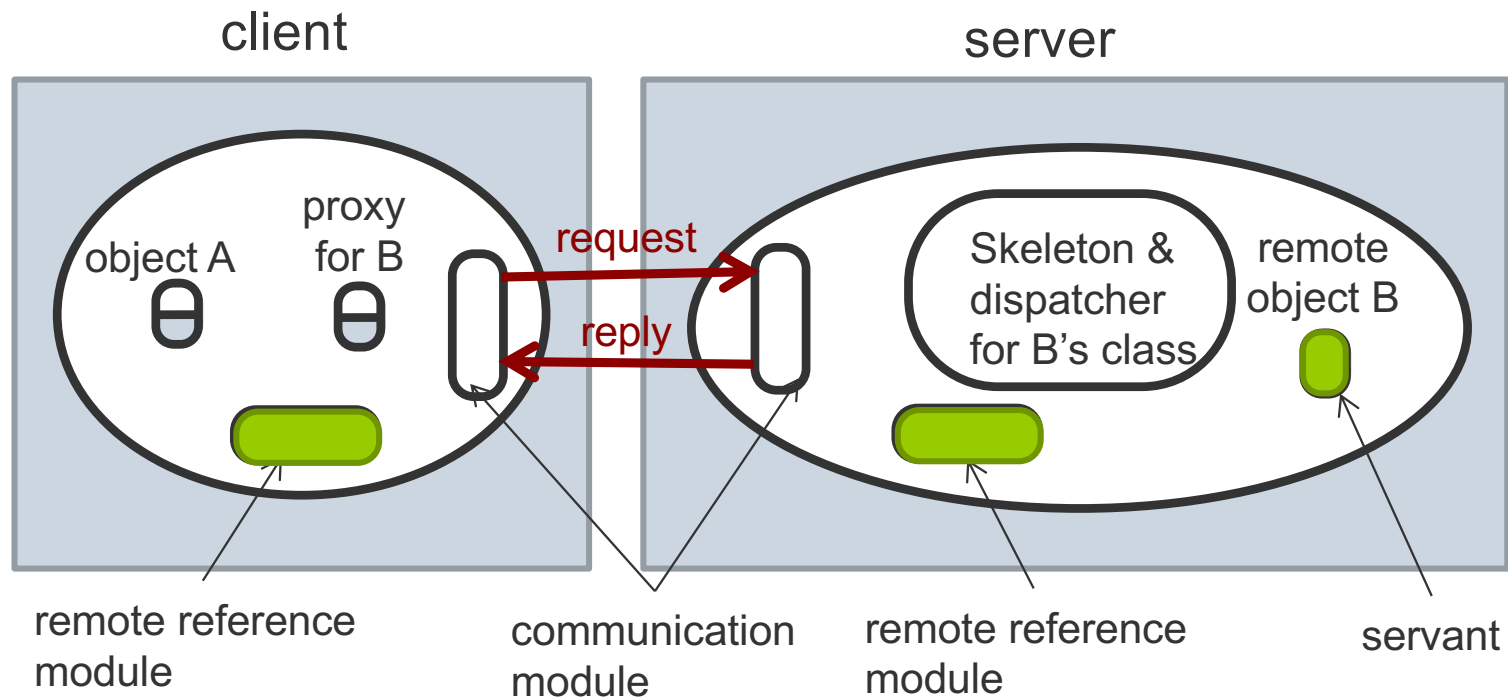 client
server
object A
proxy
for B
request
reply
Skeleton &
dispatcher
for B's class
remote
object B
remote reference
module
communication
module
remote reference
module
servant